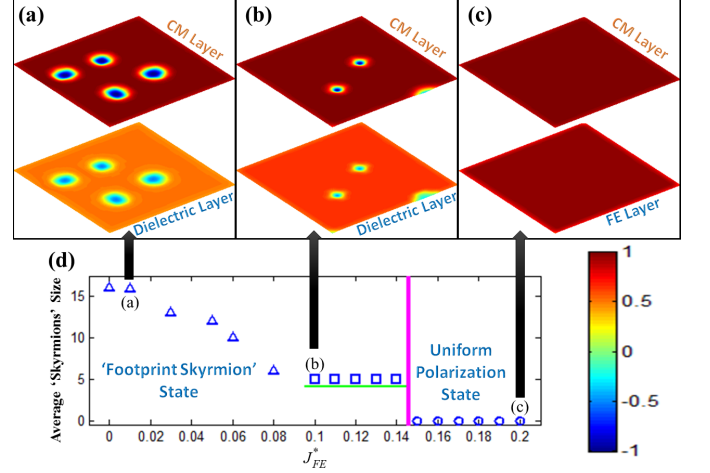 (a)
(b)
(c)
CM Layer
CM Layer
CM Layer
Dielectric Layer
Dielectric Layer
FE Layer
(d)
Average ‘Skyrmions’ Size
15
10
5
0
(a)
(b)
(c)
‘Footprint Skyrmion’
State
Uniform
Polarization
State
0 0.02 0.04 0.06 0.08 0.1 0.12 0.14 0.16 0.18 0.2
J*FE
1
0.5
0
-0.5
-1